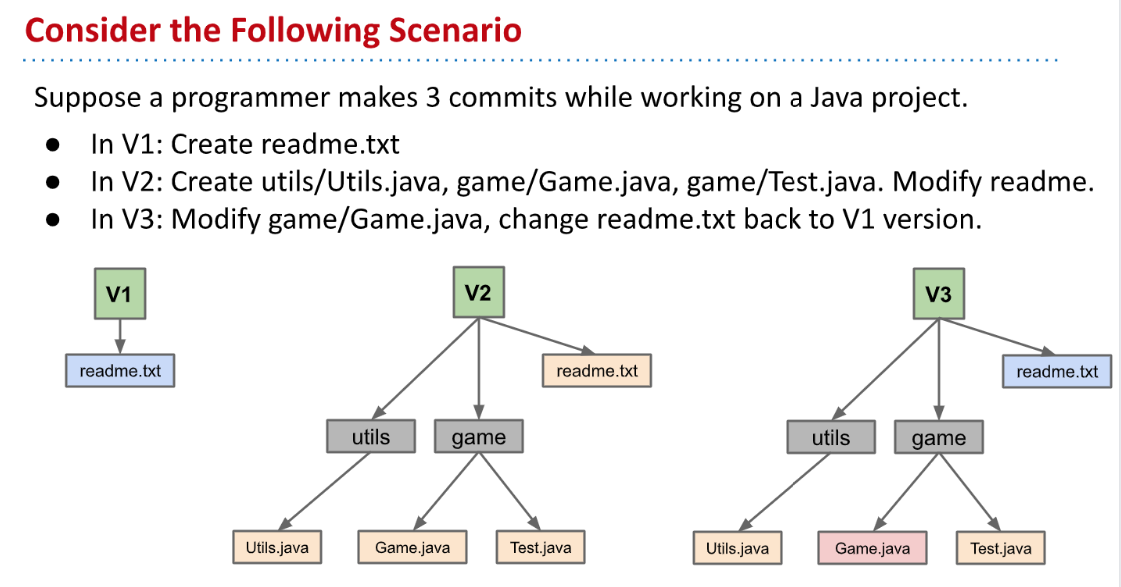 Consider the Following Scenario
Suppose a programmer makes 3 commits while working on a Java project.
● In V1: Create readme.txt
● In V2: Create utils/Utils.java, game/Game.java, game/Test.java. Modify readme.
● In V3: Modify game/Game.java, change readme.txt back to V1 version.
V1
readme.txt
V2
readme.txt
utils
game
Utils.java
Game.java
Test.java
V3
readme.txt
utils
game
Utils.java
Game.java
Test.java